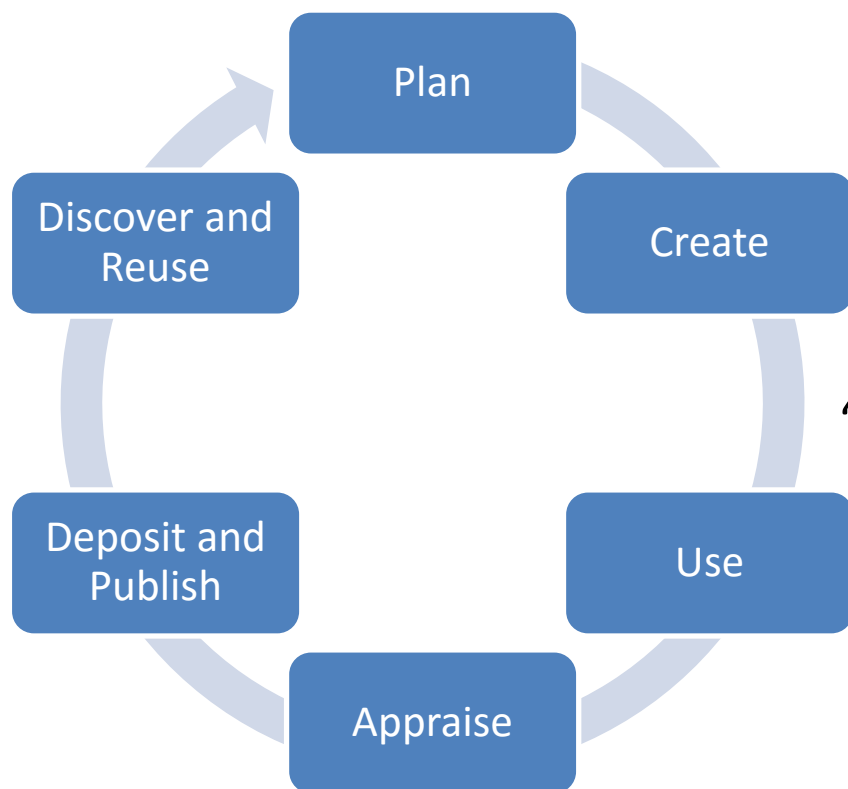 Plan
Create
Use
Appraise
Deposit and
Publish
Discover and
Reuse